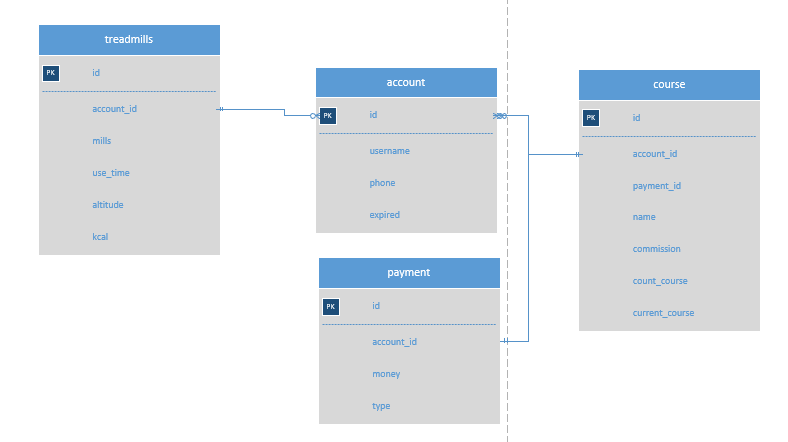 treadmills
PK id
account_id
mills
use_time
altitude
kcal
account
PK id
username
phone
expired
payment
PK id
account_id
money
type
course
PK id
account_id
payment_id
name
commission
count_course
current_course